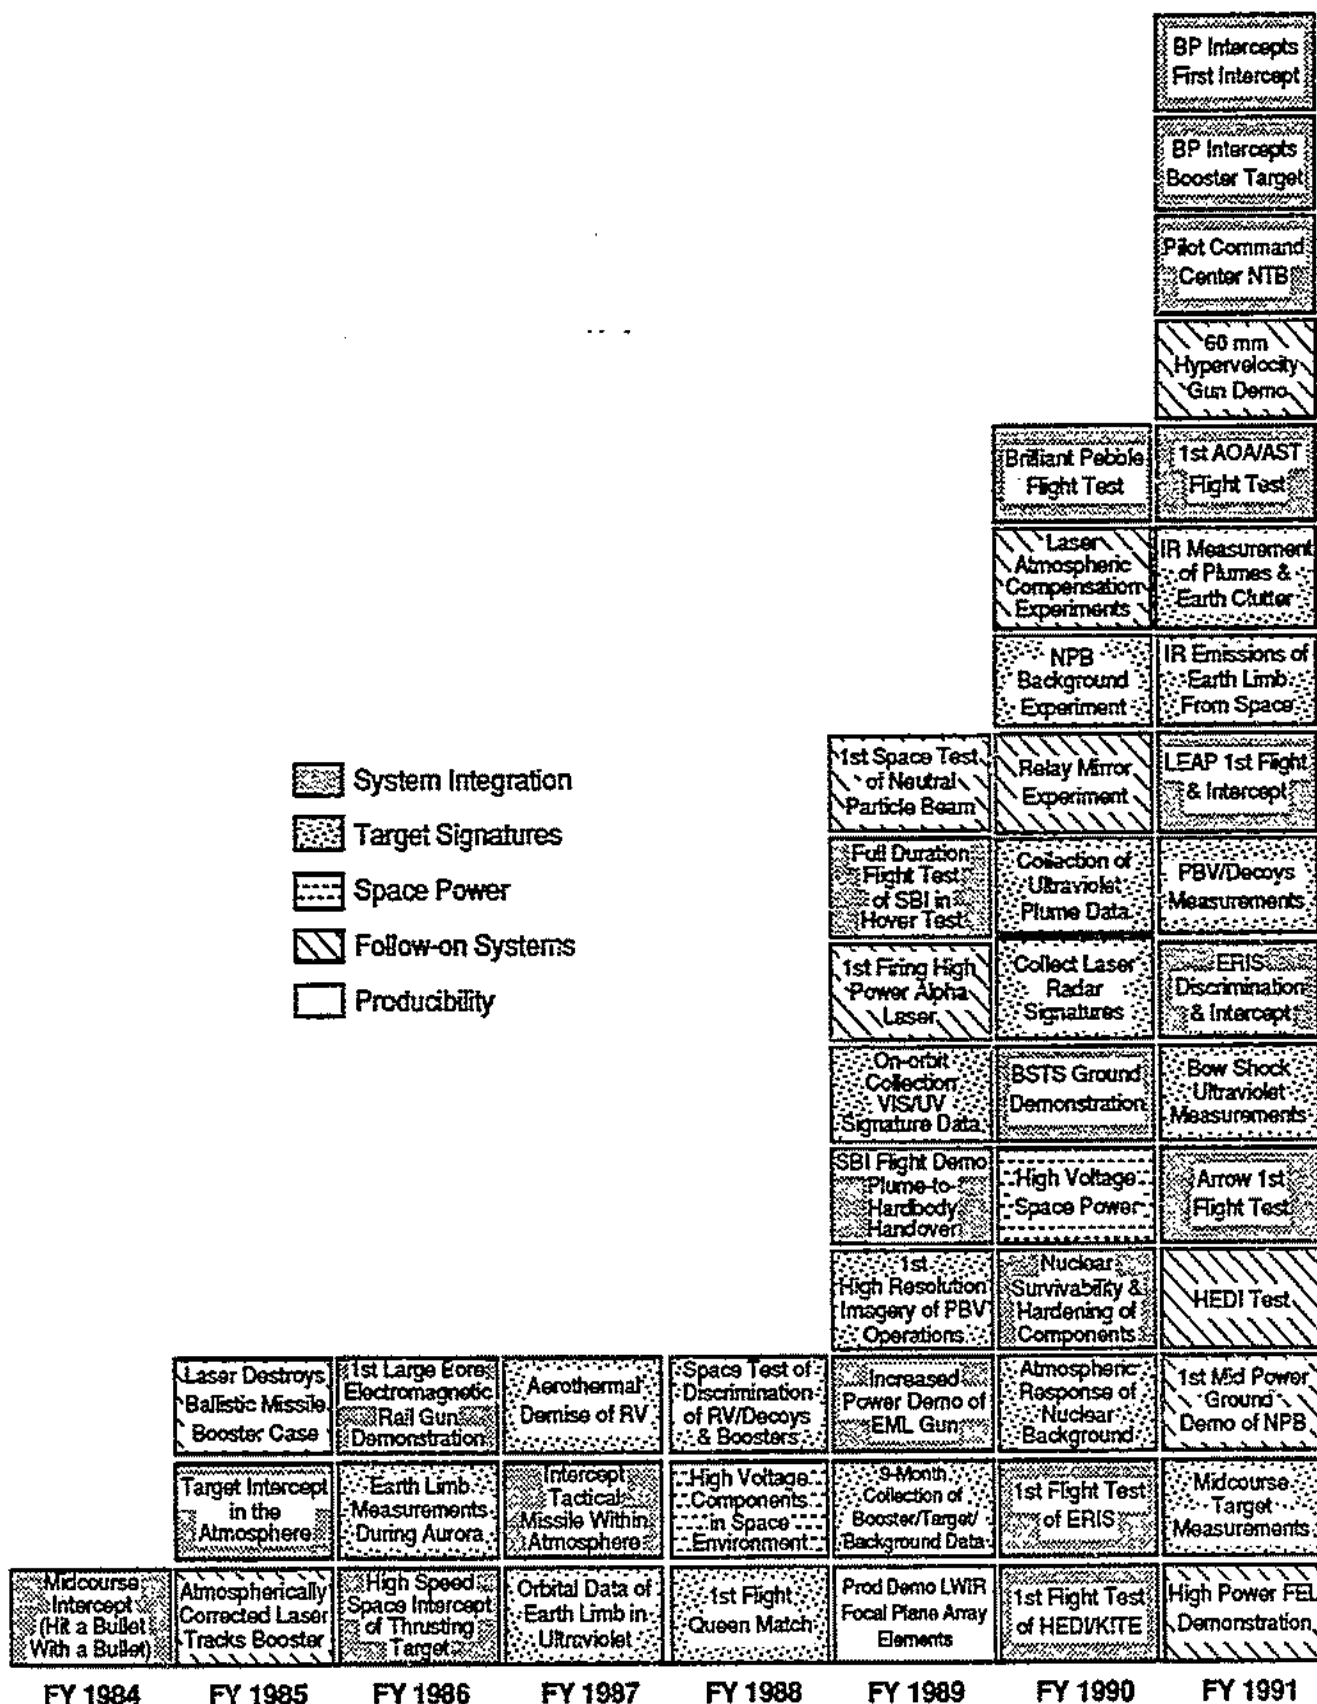 BP Intercepts
First Intercept
BP Intercepts
Booster Target
Pilot Command
Center NTB
60 mm
Hypervelocity
Gun Demo
Brilliant Pebble
Flight Test
1st AOA/AST
Flight Test
Laser
Atmospheric
Compensation
Experiments
IR Measurement
of Plumes &
Earth Clutter
NPB
Background
Experiment
IR Emissions of
Earth Limb
From Space
1st Space Test
of Neutral
Particle Beam
Relay Mirror
Experiment
LEAP 1st Flight
& Intercept
System Integration
Target Signatures
Space Power
Follow-on Systems
Producibility
Full Duration
Flight Test
of SBI in
Hover Test
Collection of
Ultraviolet
Plume Data
PBV/Decoys
Measurements
1st Firing High
Power Alpha
Laser
Collect Laser
Radar
Signatures
ERIS
Discrimination
& Intercept
On-orbit
Collection
VIS/UV
Signature Data
BSTS Ground
Demonstration
Bow Shock
Ultraviolet
Measurements
SBI Flight Demo
Plume-to-
Hardbody
Handover
High Voltage
Space Power
Arrow 1st
Flight Test
1st
High Resolution
Imagery of PBV
Operations
Nuclear
Survivability &
Hardening of
Components
HEDI Test
Laser Destroys
Ballistic Missile
Booster Case
1st Large Bore
Electromagnetic
Rail Gun
Demonstration
Aerothermal
Demise of RV
Space Test of
Discrimination
of RV/Decoys
& Boosters
Increased
Power Demo of
EML Gun
Atmospheric
Response of
Nuclear
Background
1st Mid Power
Ground
Demo of NPB
Target Intercept
in the
Atmosphere
Earth Limb
Measurements
During Aurora
Intercept
Tactical
Missile Within
Atmosphere
High Voltage
Components
in Space
Environment
9-Month
Collection of
Booster/Target/
Background Data
1st Flight Test
of ERIS
Midcourse
Target
Measurements
Midcourse
Intercept
(Hit a Bullet
With a Bullet)
Atmospherically
Corrected Laser
Tracks Booster
High Speed
Space Intercept
of Thrusting
Target
Orbital Data of
Earth Limb in
Ultraviolet
1st Flight
Queen Match
Prod Demo LWIR
Focal Plane Array
Elements
1st Flight Test
of HEDI/KITE
High Power FEL
Demonstration
FY 1984
FY 1985
FY 1986
FY 1987
FY 1988
FY 1989
FY 1990
FY 1991